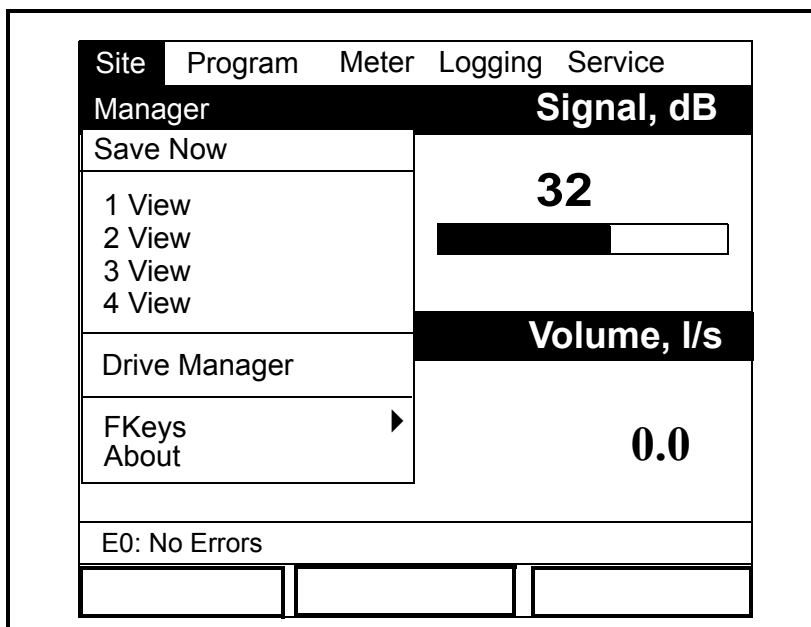 Site Program Meter Logging Service
Manager
Signal, dB
Save Now
32
1 View
2 View
3 View
4 View
Volume, l/s
Drive Manager
FKeys
About
0.0
E0: No Errors